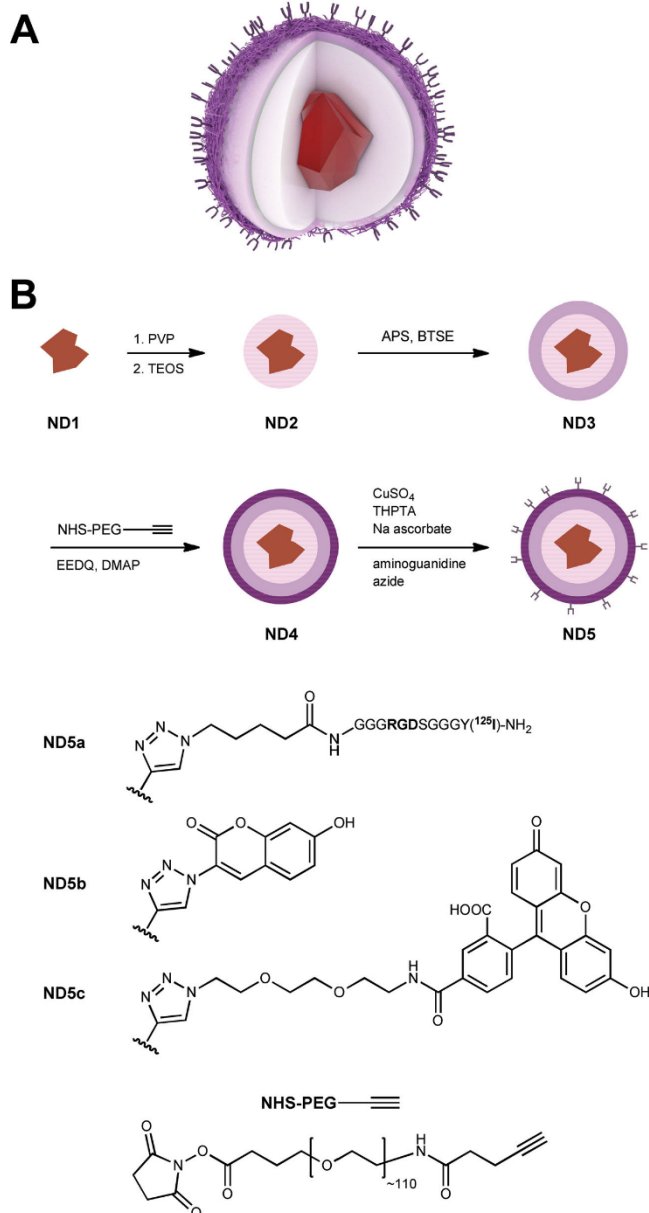 A
B
1. PVP
2. TEOS
APS, BTSE
ND1
ND2
ND3
NHS-PEG
EEDQ, DMAP
CuSO4
THPTA
Na ascorbate
aminoguanidine
azide
ND4
ND5
ND5a
N
N
N
O
N
H
GGGRGDSGGGY(125I)-NH2
ND5b
N
N
N
O
O
OH
ND5c
N
N
N
O
O
H
N
O
HOOC
O
O
OH
NHS-PEG
O
N
O
O
O
O
H
N
O
~110